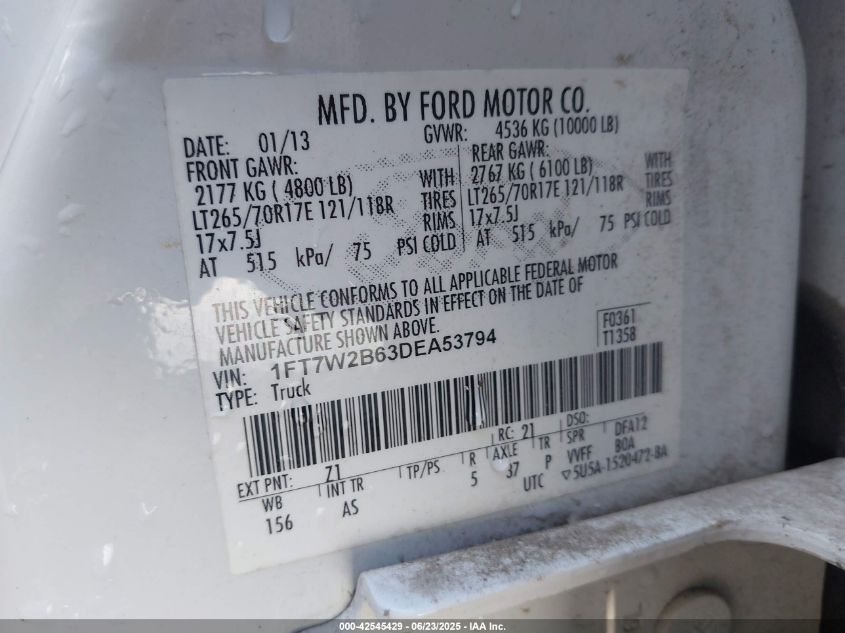 MFD. BY FORD MOTOR CO.
DATE: 01/13 GVWR: 4536 KG (10000 LB)
FRONT GAWR: REAR GAWR:
2177 KG ( 4800 LB) WITH 2767 KG ( 6100 LB) WITH
LT265/70R17E 121/118R TIRES LT265/70R17E 121/118R TIRES
17x7.5J RIMS 17x7.5J RIMS
AT 515 kPa/ 75 PSI COLD AT 515 kPa/ 75 PSI COLD
THIS VEHICLE CONFORMS TO ALL APPLICABLE FEDERAL MOTOR
VEHICLE SAFETY STANDARDS IN EFFECT ON THE DATE OF
MANUFACTURE SHOWN ABOVE.
VIN: 1FT7W2B63DEA53794
TYPE: Truck
F0361
T1358
EXT PNT: Z1 RC: 21 DSO:
WB INT TR TP/PS R AXLE TR SPR DFA12
156 AS 5 37 P VVFF BOA
UTC ▽5U5A-1520472-BA
000-42545429 - 06/23/2025 - IAA Inc.